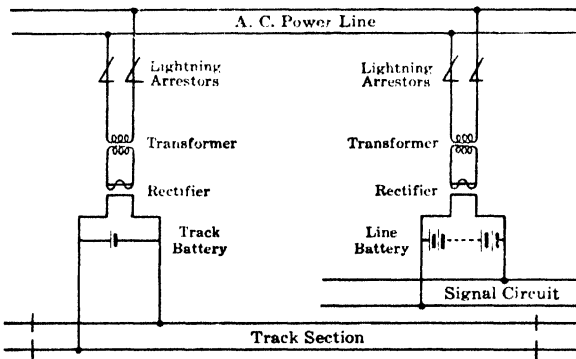 A. C. Power Line
Lightning
Arrestors
Lightning
Arrestors
Transformer
Transformer
Rectifier
Rectifier
Track
Battery
Line
Battery
Signal Circuit
Track Section